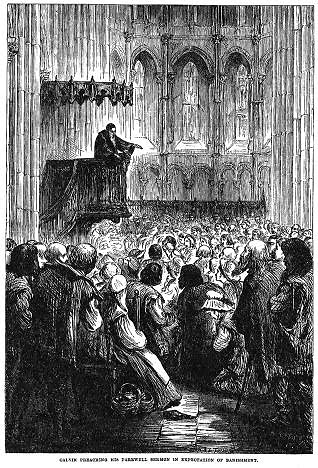 CALVIN PREACHING HIS FAREWELL SERMON IN EXPECTATION OF BANISHMENT.